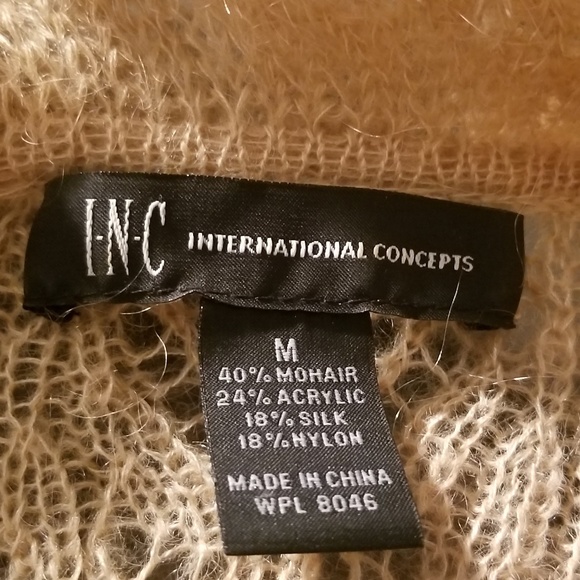 I·N·C INTERNATIONAL CONCEPTS
M
40% MOHAIR
24% ACRYLIC
18% SILK
18% NYLON
MADE IN CHINA
WPL 8046